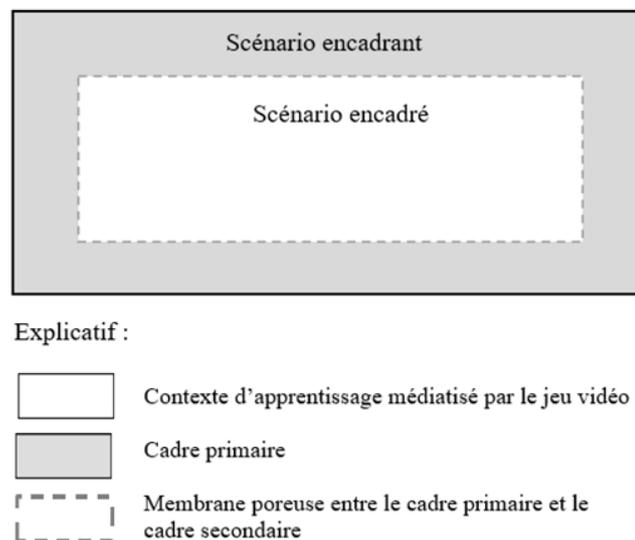 Scénario encadrant
Scénario encadré
Explicatif :
Contexte d’apprentissage médiatisé par le jeu vidéo
Cadre primaire
Membrane poreuse entre le cadre primaire et le
cadre secondaire